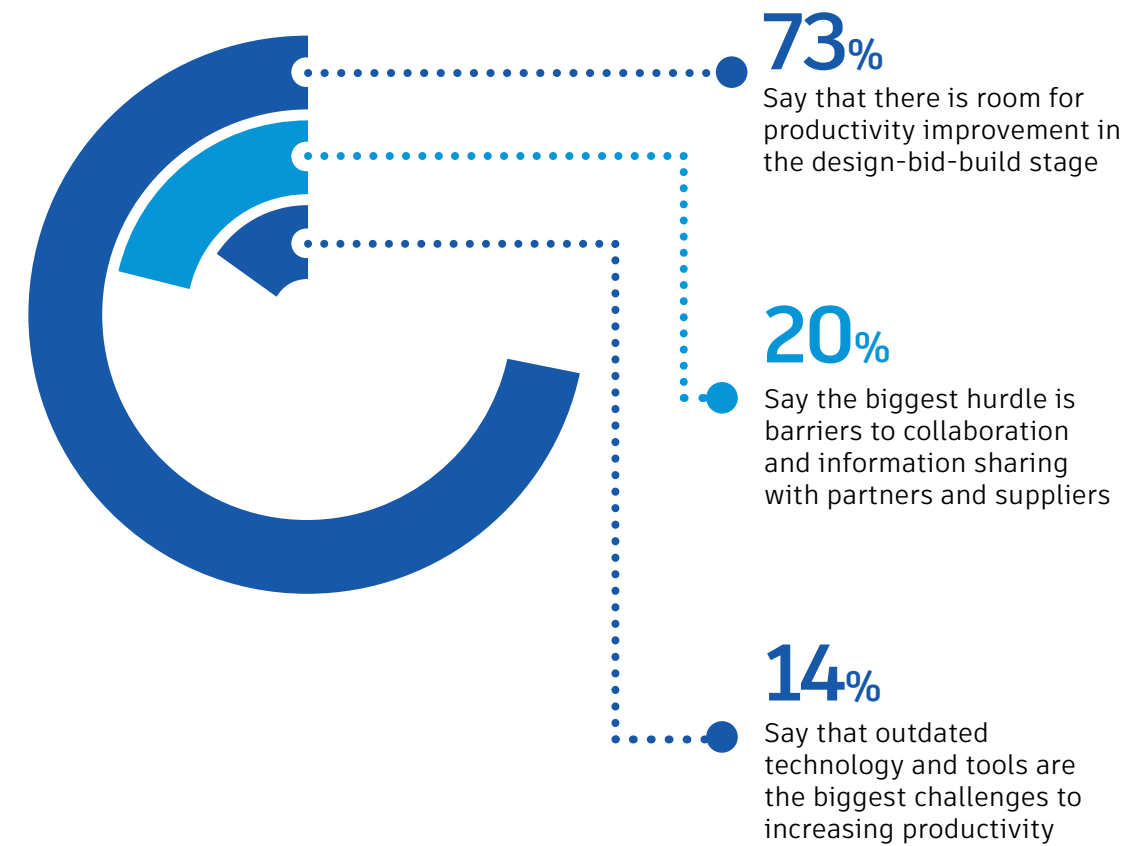 73%
Say that there is room for
productivity improvement in
the design-bid-build stage
20%
Say the biggest hurdle is
barriers to collaboration
and information sharing
with partners and suppliers
14%
Say that outdated
technology and tools are
the biggest challenges to
increasing productivity